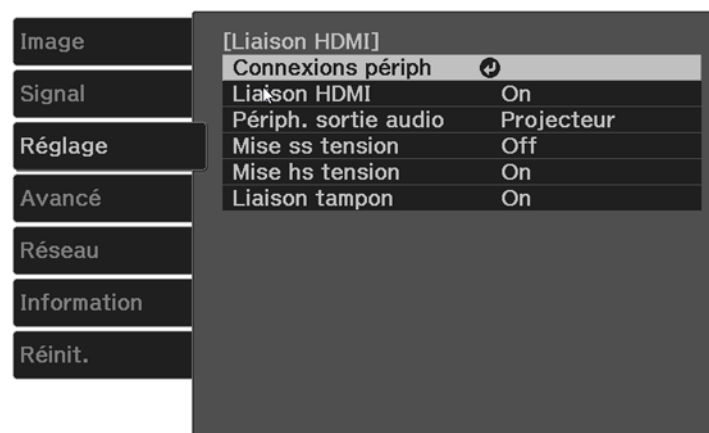 Image
Signal
Réglage
Avancé
Réseau
Information
Réinit.
[Liaison HDMI]
Connexions périph
Liaison HDMI On
Périph. sortie audio Projecteur
Mise ss tension Off
Mise hs tension On
Liaison tampon On